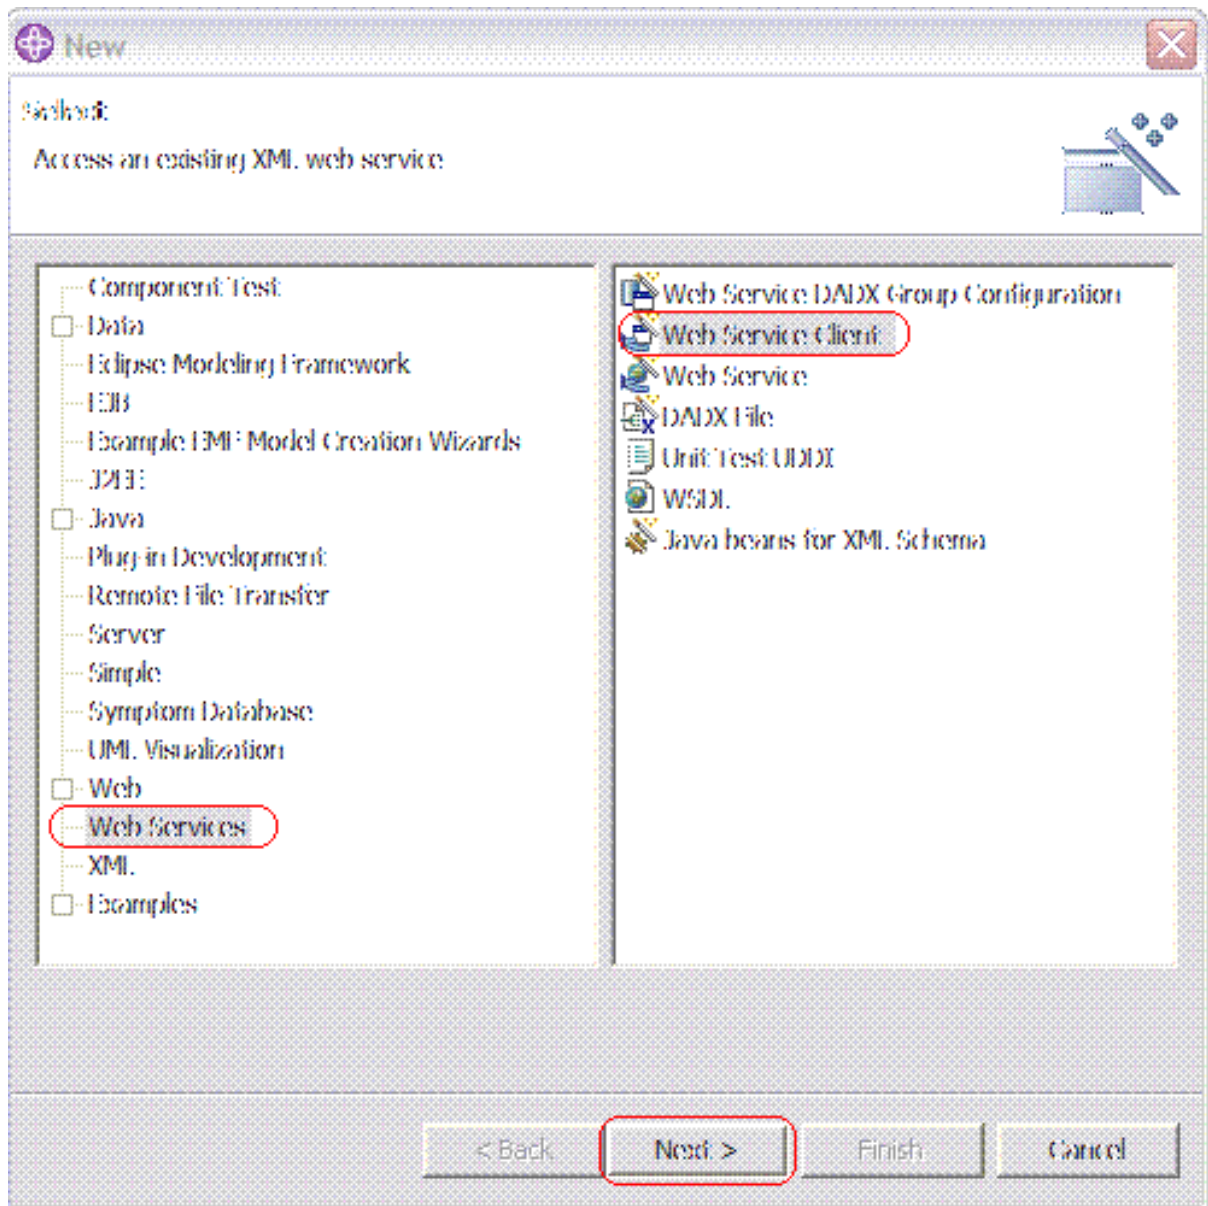 New
Select
Access an existing XML web service
Component Test
Data
Eclipse Modeling Framework
EJB
Example EMF Model Creation Wizards
J2EE
Java
Plug-in Development
Remote File Transfer
Server
Simple
Symptom Database
UML Visualization
Web
Web Services
XML
Examples
Web Service DADX Group Configuration
Web Service Client
Web Service
DADX File
Unit Test UDDI
WSDL
Java beans for XML Schema
< Back
Next >
Finish
Cancel